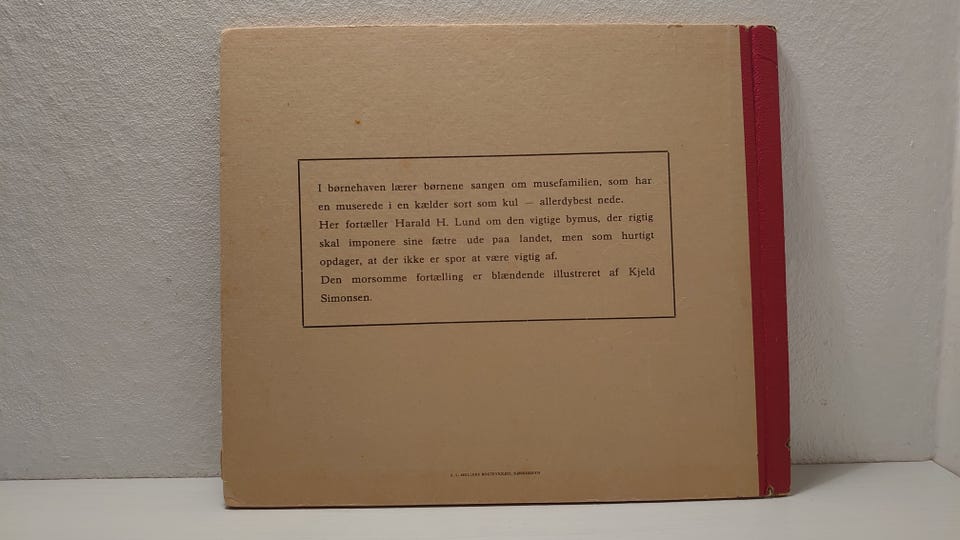 I børnehaven lærer børnene sangen om musefamilien, som har
en muserede i en kælder sort som kul — allerdybest nede.
Her fortæller Harald H. Lund om den vigtige bymus, der rigtig
skal imponere sine fætre ude paa landet, men som hurtigt
opdager, at der ikke er spor at være vigtig af.
Den morsomme fortælling er blændende illustreret af Kjeld
Simonsen.